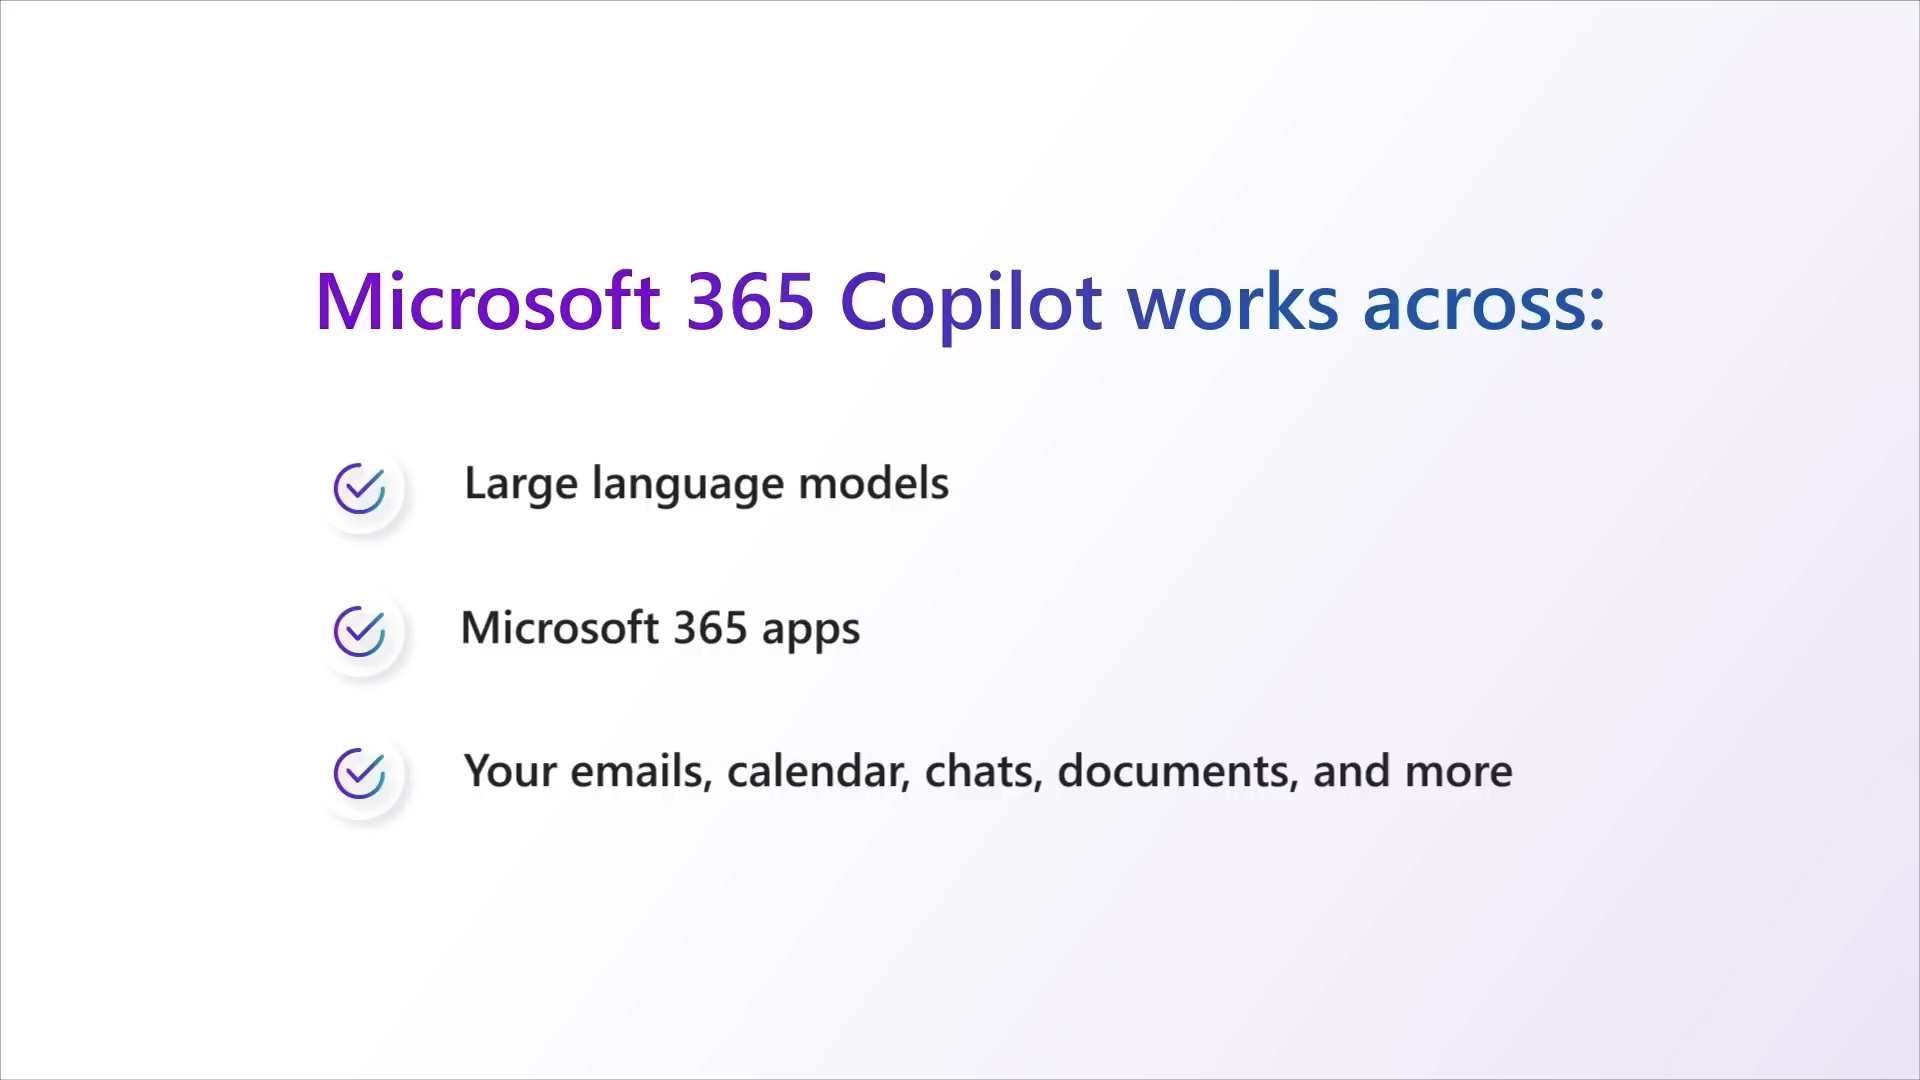 Microsoft 365 Copilot works across:
Large language models
Microsoft 365 apps
Your emails, calendar, chats, documents, and more